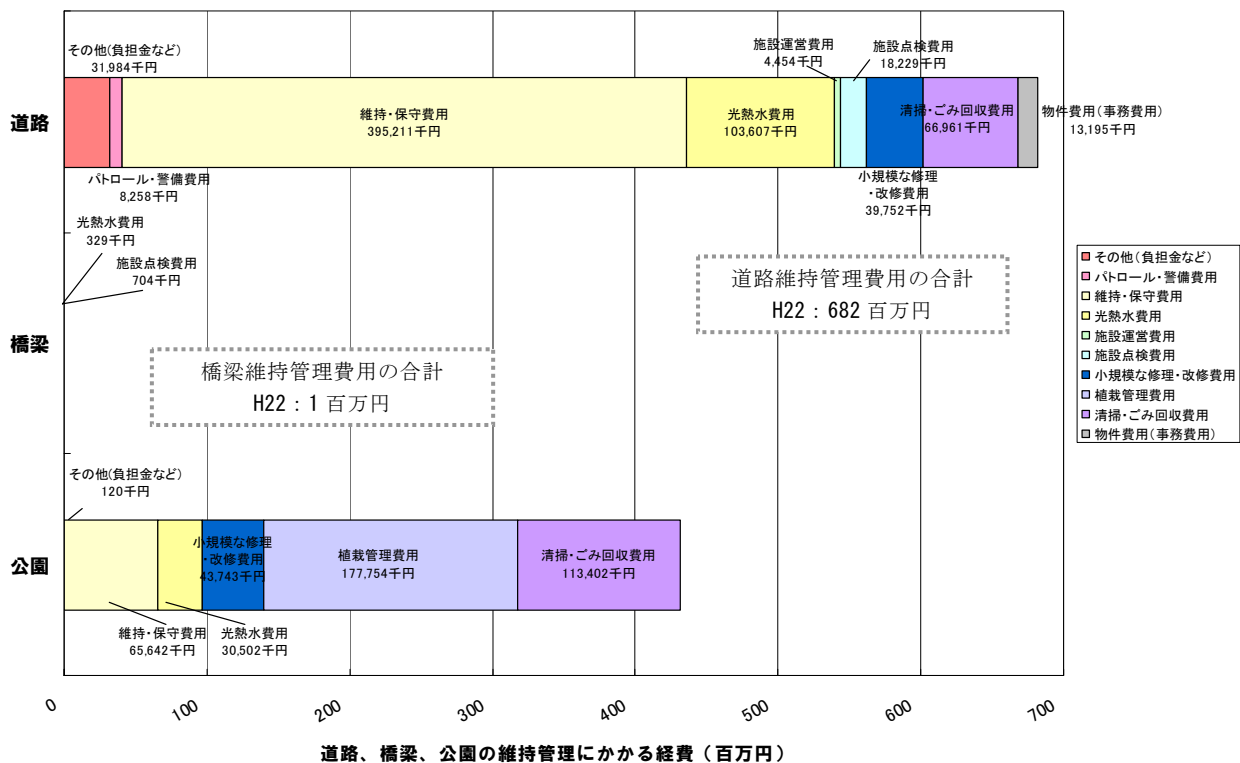 その他(負担金など)
31,984千円
施設運営費用
4,454千円
施設点検費用
18,229千円
道路
維持・保守費用
395,211千円
光熱水費用
103,607千円
清掃・ごみ回収費用
66,961千円
物件費用(事務費用)
13,195千円
パトロール・警備費用
8,258千円
小規模な修理
・改修費用
39,752千円
光熱水費用
329千円
施設点検費用
704千円
橋梁
道路維持管理費用の合計
H22：682 百万円
橋梁維持管理費用の合計
H22：1 百万円
その他(負担金など)
120千円
公園
小規模な修理
・改修費用
43,743千円
植栽管理費用
177,754千円
清掃・ごみ回収費用
113,402千円
維持・保守費用
65,642千円
光熱水費用
30,502千円
0
100
200
300
400
500
600
700
道路、橋梁、公園の維持管理にかかる経費（百万円）
その他(負担金など)
パトロール・警備費用
維持・保守費用
光熱水費用
施設運営費用
施設点検費用
小規模な修理・改修費用
植栽管理費用
清掃・ごみ回収費用
物件費用(事務費用)